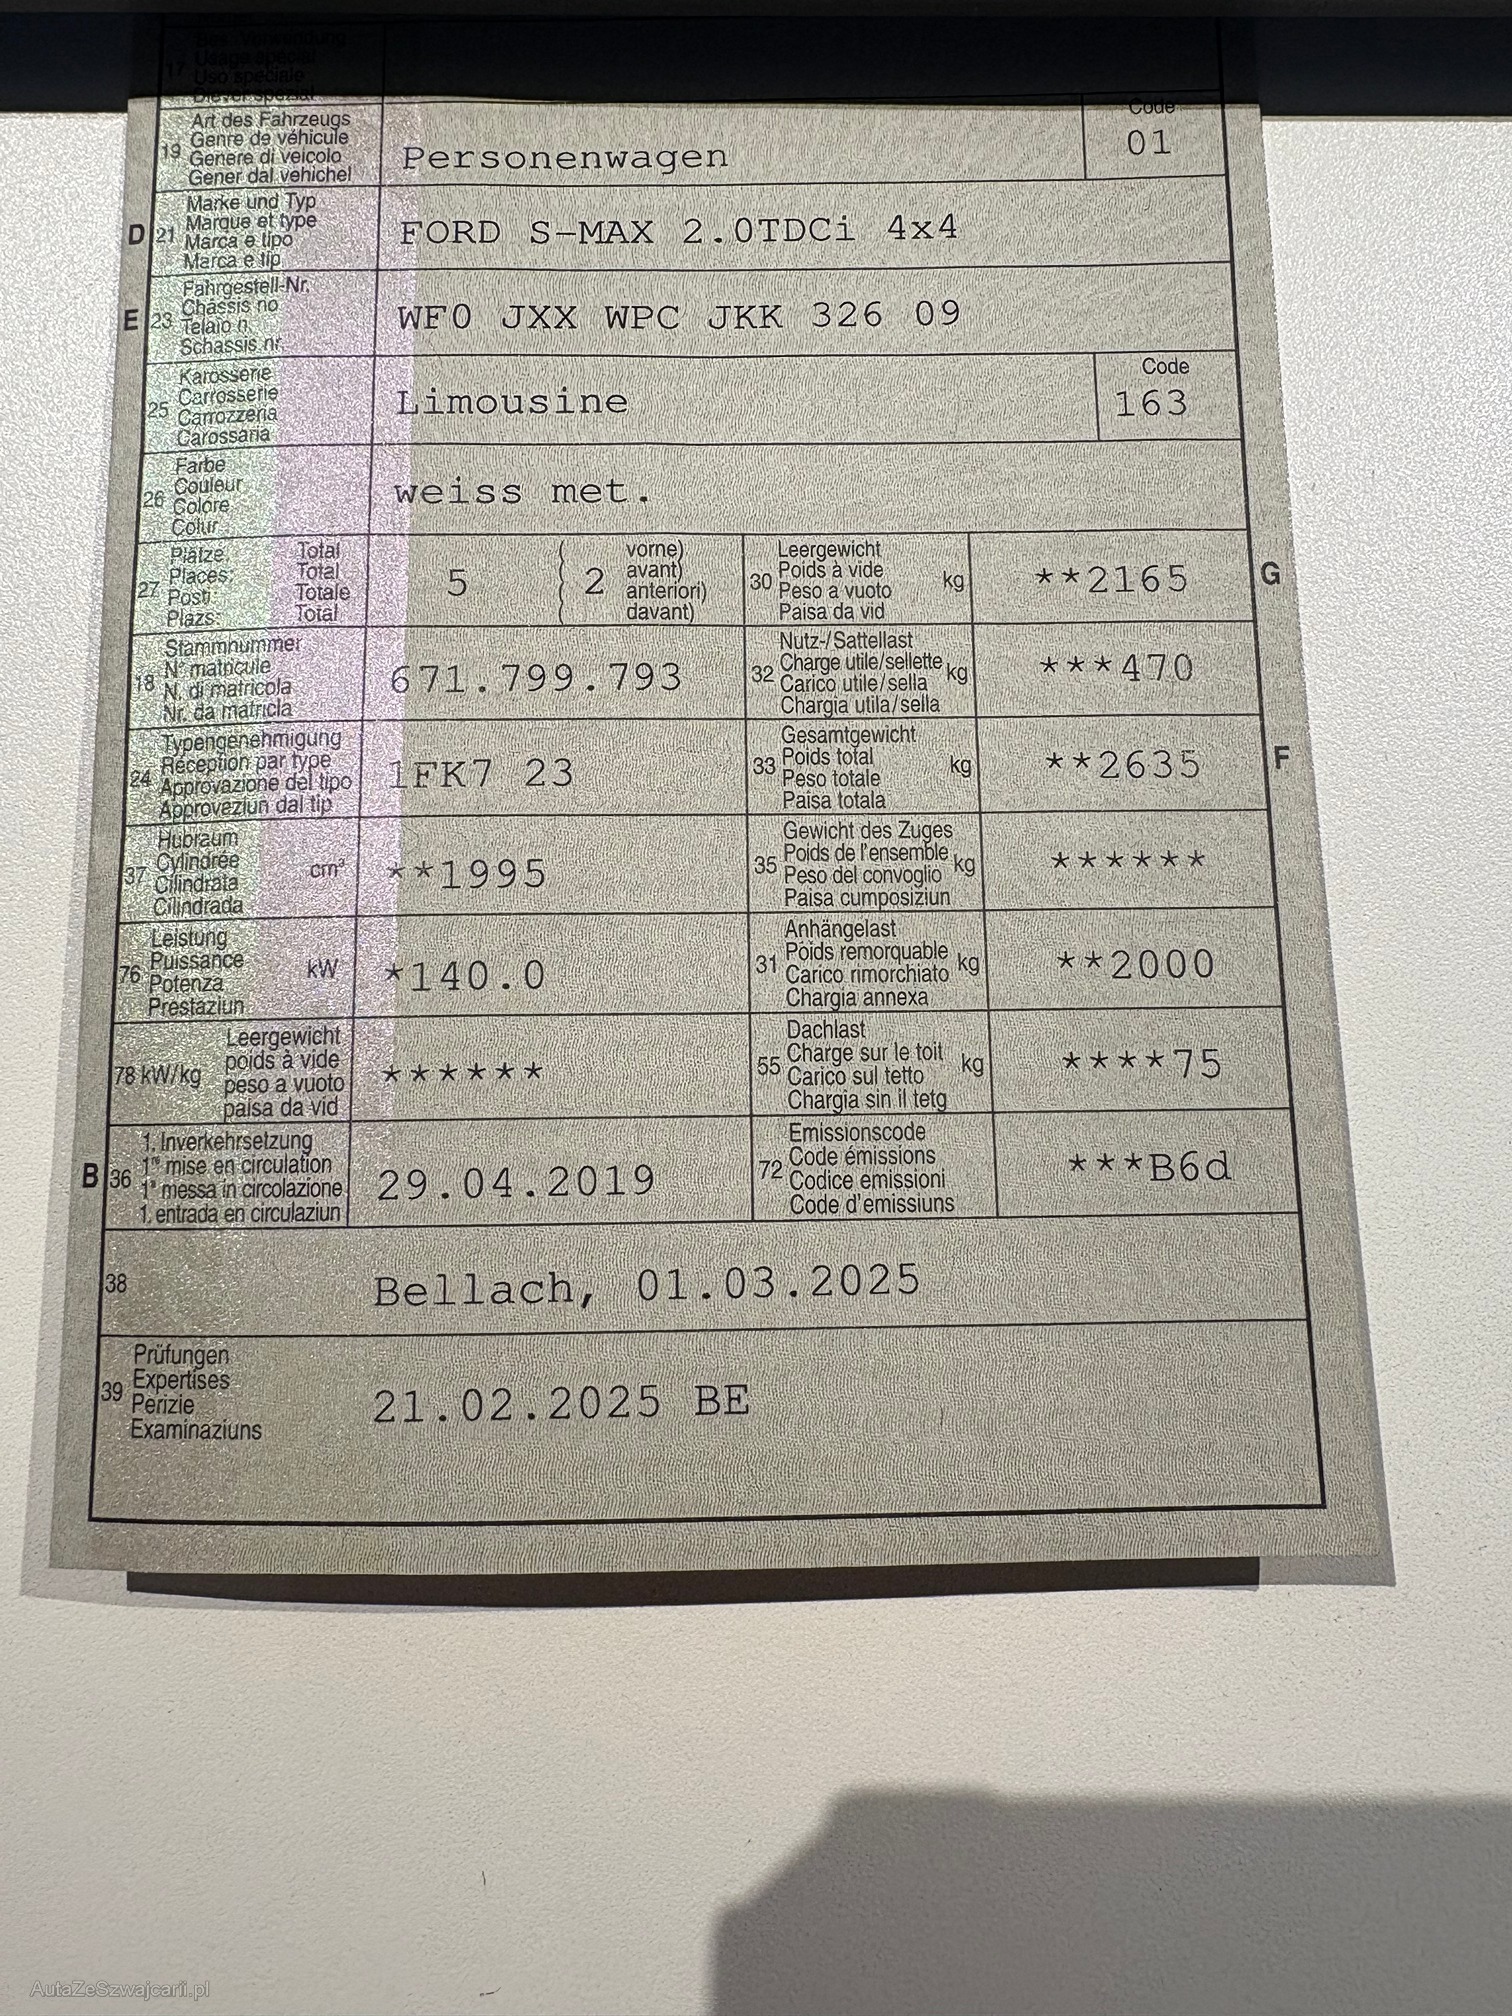 Bes. Verwendung
Usage spécial
17 Uso speciale
Diever spezial
Art des Fahrzeugs
Genre de véhicule
19 Genere di veicolo
Gener dal vehichel
Personenwagen
Code
01
Marke und Typ
Marque et type
D 21 Marca e tipo
Marca e tip
FORD S-MAX 2.0TDCi 4x4
Fahrgestell-Nr.
Châssis no
E 23 Telaio n.
Schassis nr.
WF0 JXX WPC JKK 326 09
Karosserie
Carrosserie
25 Carrozzeria
Carossaria
Limousine
Code
163
Farbe
Couleur
26 Colore
Colur
weiss met.
Plätze: Total
Places: Total
27 Posti: Totale
Plazs: Total
5 ( 2 vorne)
avant)
anteriori)
davant)
Leergewicht
Poids à vide
30 Peso a vuoto kg
Paisa da vid
**2165 G
Stammnummer
N° matricule
18 N. di matricola
Nr. da matricla
671.799.793
Nutz-/Sattellast
Charge utile/sellette
32 Carico utile/sella kg
Chargia utila/sella
***470
Typengenehmigung
Réception par type
24 Approvazione del tipo
Approvaziun dal tip
1FK7 23
Gesamtgewicht
Poids total
33 Peso totale kg
Paisa totala
**2635 F
Hubraum
Cylindrée
37 Cilindrata cm³
Cilindrada
**1995
Gewicht des Zuges
Poids de l'ensemble
35 Peso del convoglio kg
Paisa cumposiziun
******
Leistung
Puissance
76 Potenza kW
Prestaziun
*140.0
Anhängelast
Poids remorquable
31 Carico rimorchiato kg
Chargia annexa
**2000
Leergewicht
poids à vide
78 kW/kg peso a vuoto
paisa da vid
******
Dachlast
Charge sur le toit
55 Carico sul tetto kg
Chargia sin il tetg
****75
1. Inverkehrsetzung
1re mise en circulation
B 36 1a messa in circolazione
1. entrada en circulaziun
29.04.2019
Emissionscode
Code émissions
72 Codice emissioni
Code d'emissiuns
***B6d
38 Bellach, 01.03.2025
Prüfungen
Expertises
39 Perizie
Examinaziuns
21.02.2025 BE
AutaZeSzwajcarii.pl